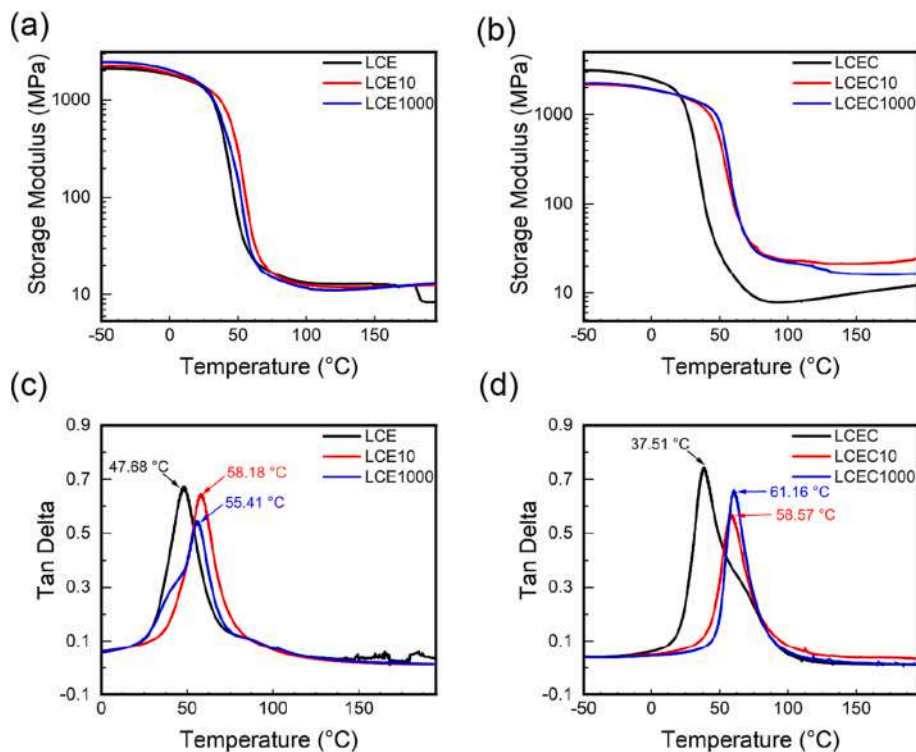 (a)
Storage Modulus (MPa)
1000
100
10
LCE
LCE10
LCE1000
-50
0
50
100
150
Temperature (°C)
(b)
Storage Modulus (MPa)
1000
100
10
LCEC
LCEC10
LCEC1000
-50
0
50
100
150
Temperature (°C)
(c)
Tan Delta
0.9
0.7
0.5
0.3
0.1
-0.1
LCE
LCE10
LCE1000
47.68 °C
58.18 °C
55.41 °C
0
50
100
150
Temperature (°C)
(d)
Tan Delta
0.9
0.7
0.5
0.3
0.1
-0.1
LCEC
LCEC10
LCEC1000
37.51 °C
61.16 °C
58.57 °C
-50
0
50
100
150
Temperature (°C)